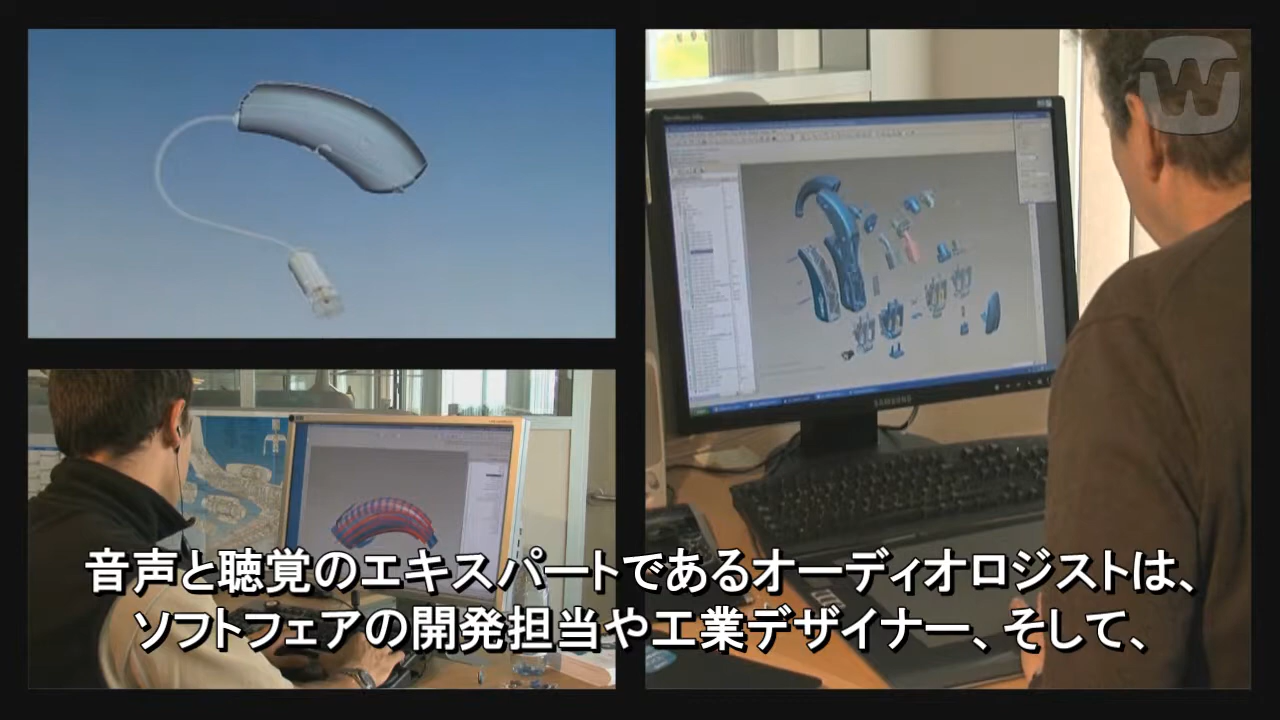 W
SAMSUNG
音声と聴覚のエキスパートであるオーディオロジストは、
ソフトフェアの開発担当や工業デザイナー、そして、